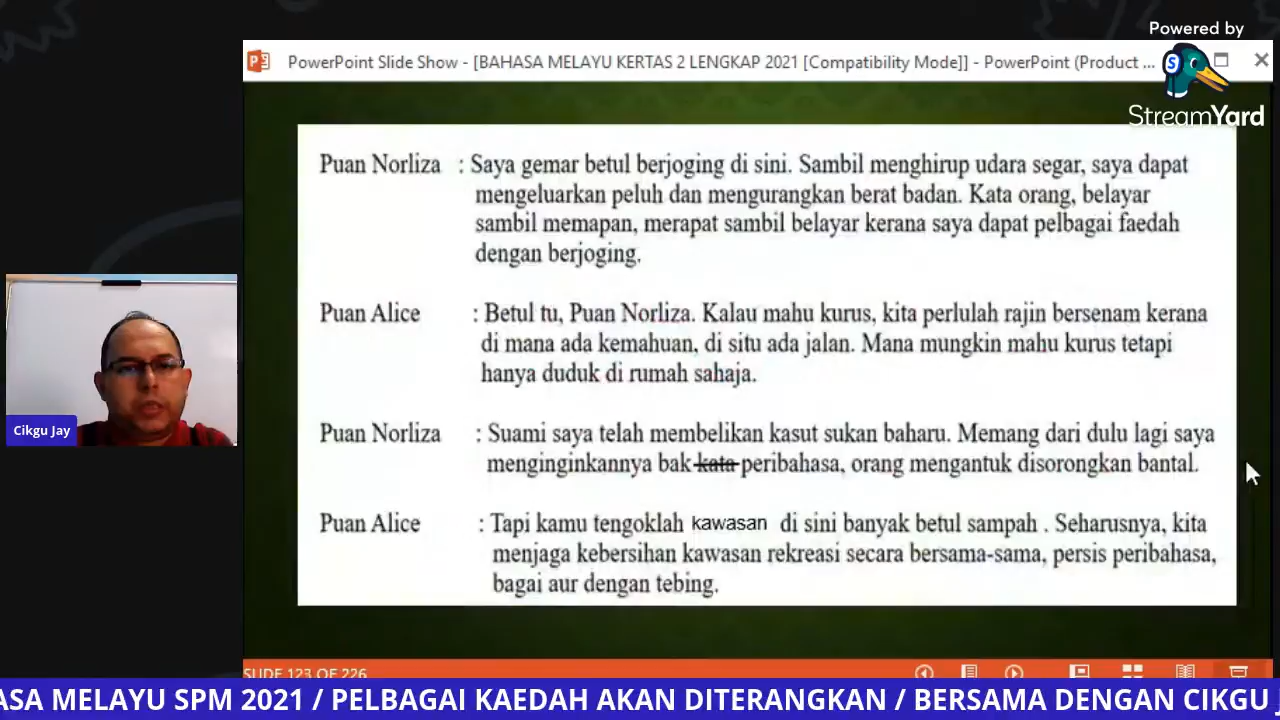 Powered by
PowerPoint Slide Show - [BAHASA MELAYU KERTAS 2 LENGKAP 2021 [Compatibility Mode]] - PowerPoint (Product ...
S
StreamYard
Puan Norliza : Saya gemar betul berjoging di sini. Sambil menghirup udara segar, saya dapat
mengeluarkan peluh dan mengurangkan berat badan. Kata orang, belayar
sambil memapan, merapat sambil belayar kerana saya dapat pelbagai faedah
dengan berjoging.
Puan Alice : Betul tu, Puan Norliza. Kalau mahu kurus, kita perlulah rajin bersenam kerana
di mana ada kemahuan, di situ ada jalan. Mana mungkin mahu kurus tetapi
hanya duduk di rumah sahaja.
Puan Norliza : Suami saya telah membelikan kasut sukan baharu. Memang dari dulu lagi saya
menginginkannya bak kata peribahasa, orang mengantuk disorongkan bantal.
Puan Alice : Tapi kamu tengoklah kawasan di sini banyak betul sampah . Seharusnya, kita
menjaga kebersihan kawasan rekreasi secara bersama-sama, persis peribahasa,
bagai aur dengan tebing.
Cikgu Jay
SLIDE 123 OF 226
ASA MELAYU SPM 2021 / PELBAGAI KAEDAH AKAN DITERANGKAN / BERSAMA DENGAN CIKGU J